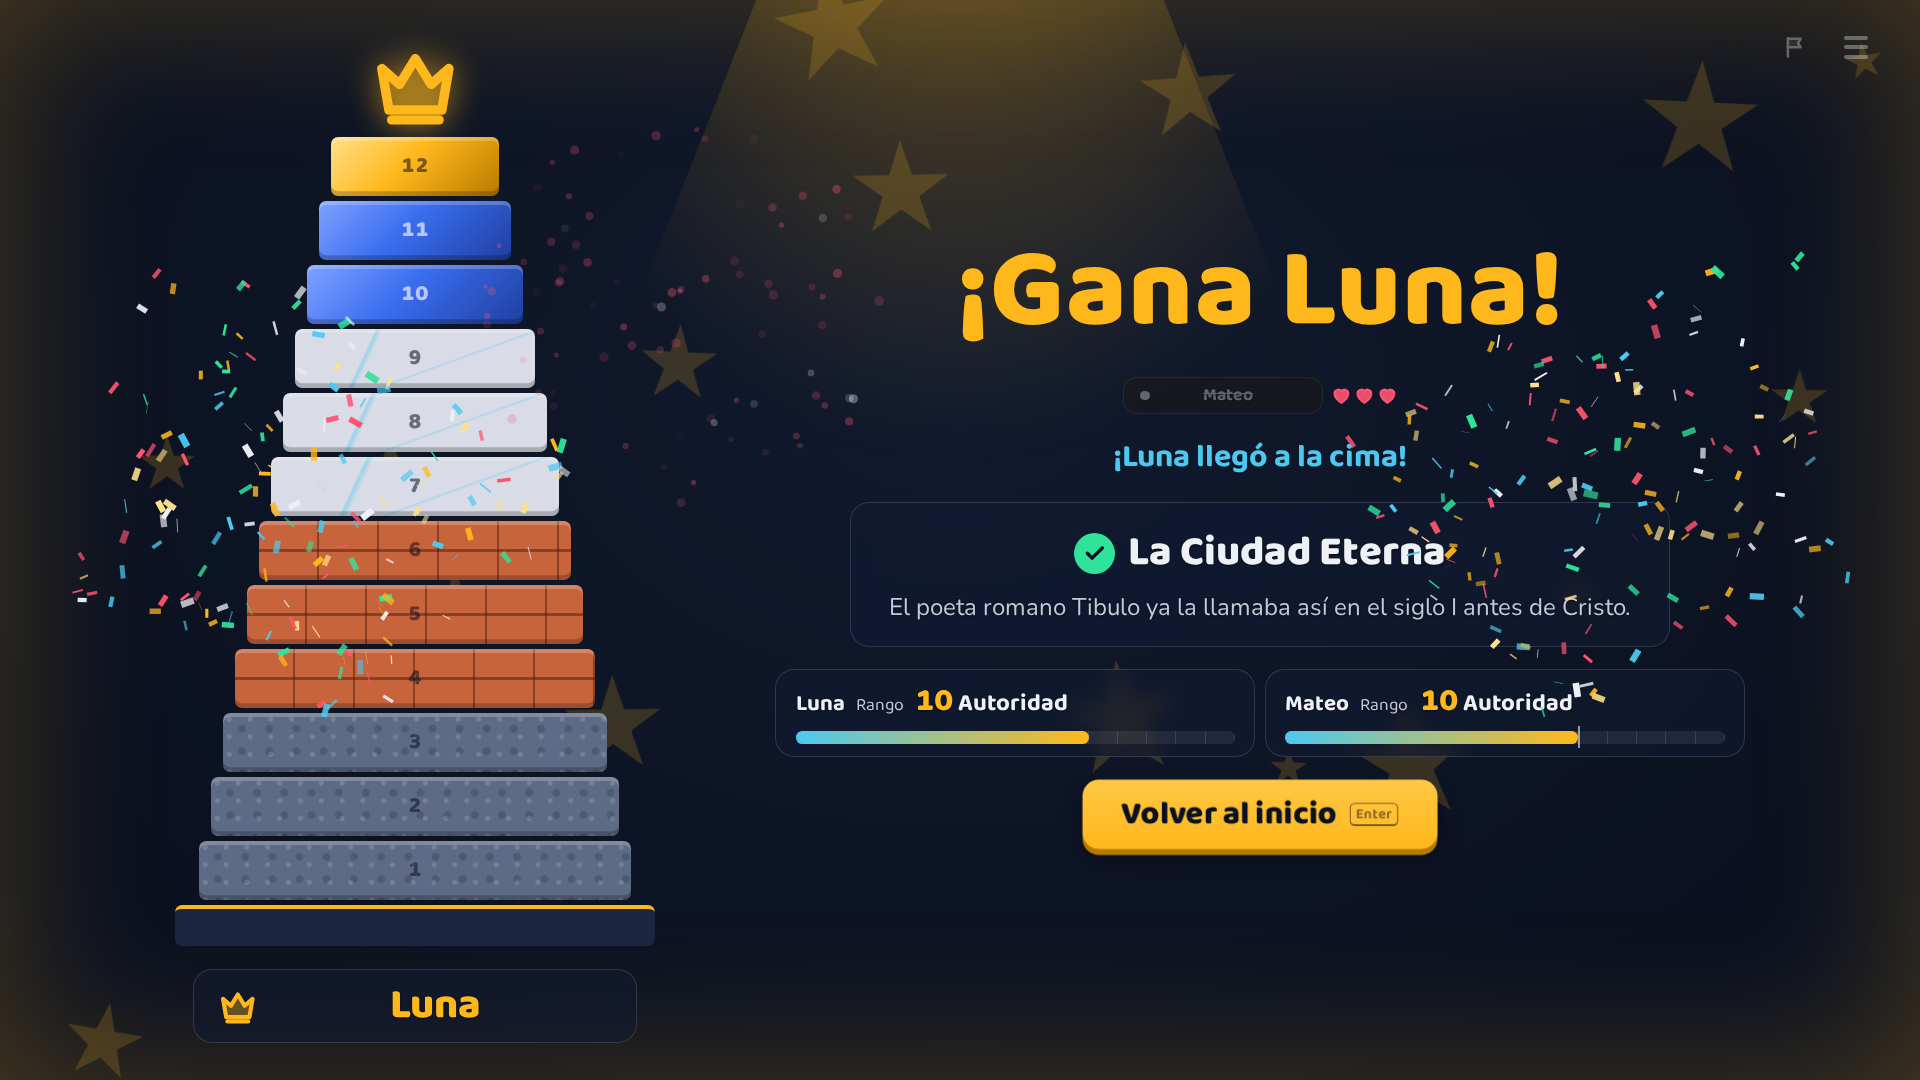 12
11
10
9
8
7
6
5
4
3
2
1
Luna
¡Gana Luna!
Mateo
¡Luna llegó a la cima!
La Ciudad Eterna
El poeta romano Tibulo ya la llamaba así en el siglo I antes de Cristo.
Luna Rango 10 Autoridad
Mateo Rango 10 Autoridad
Volver al inicio Enter